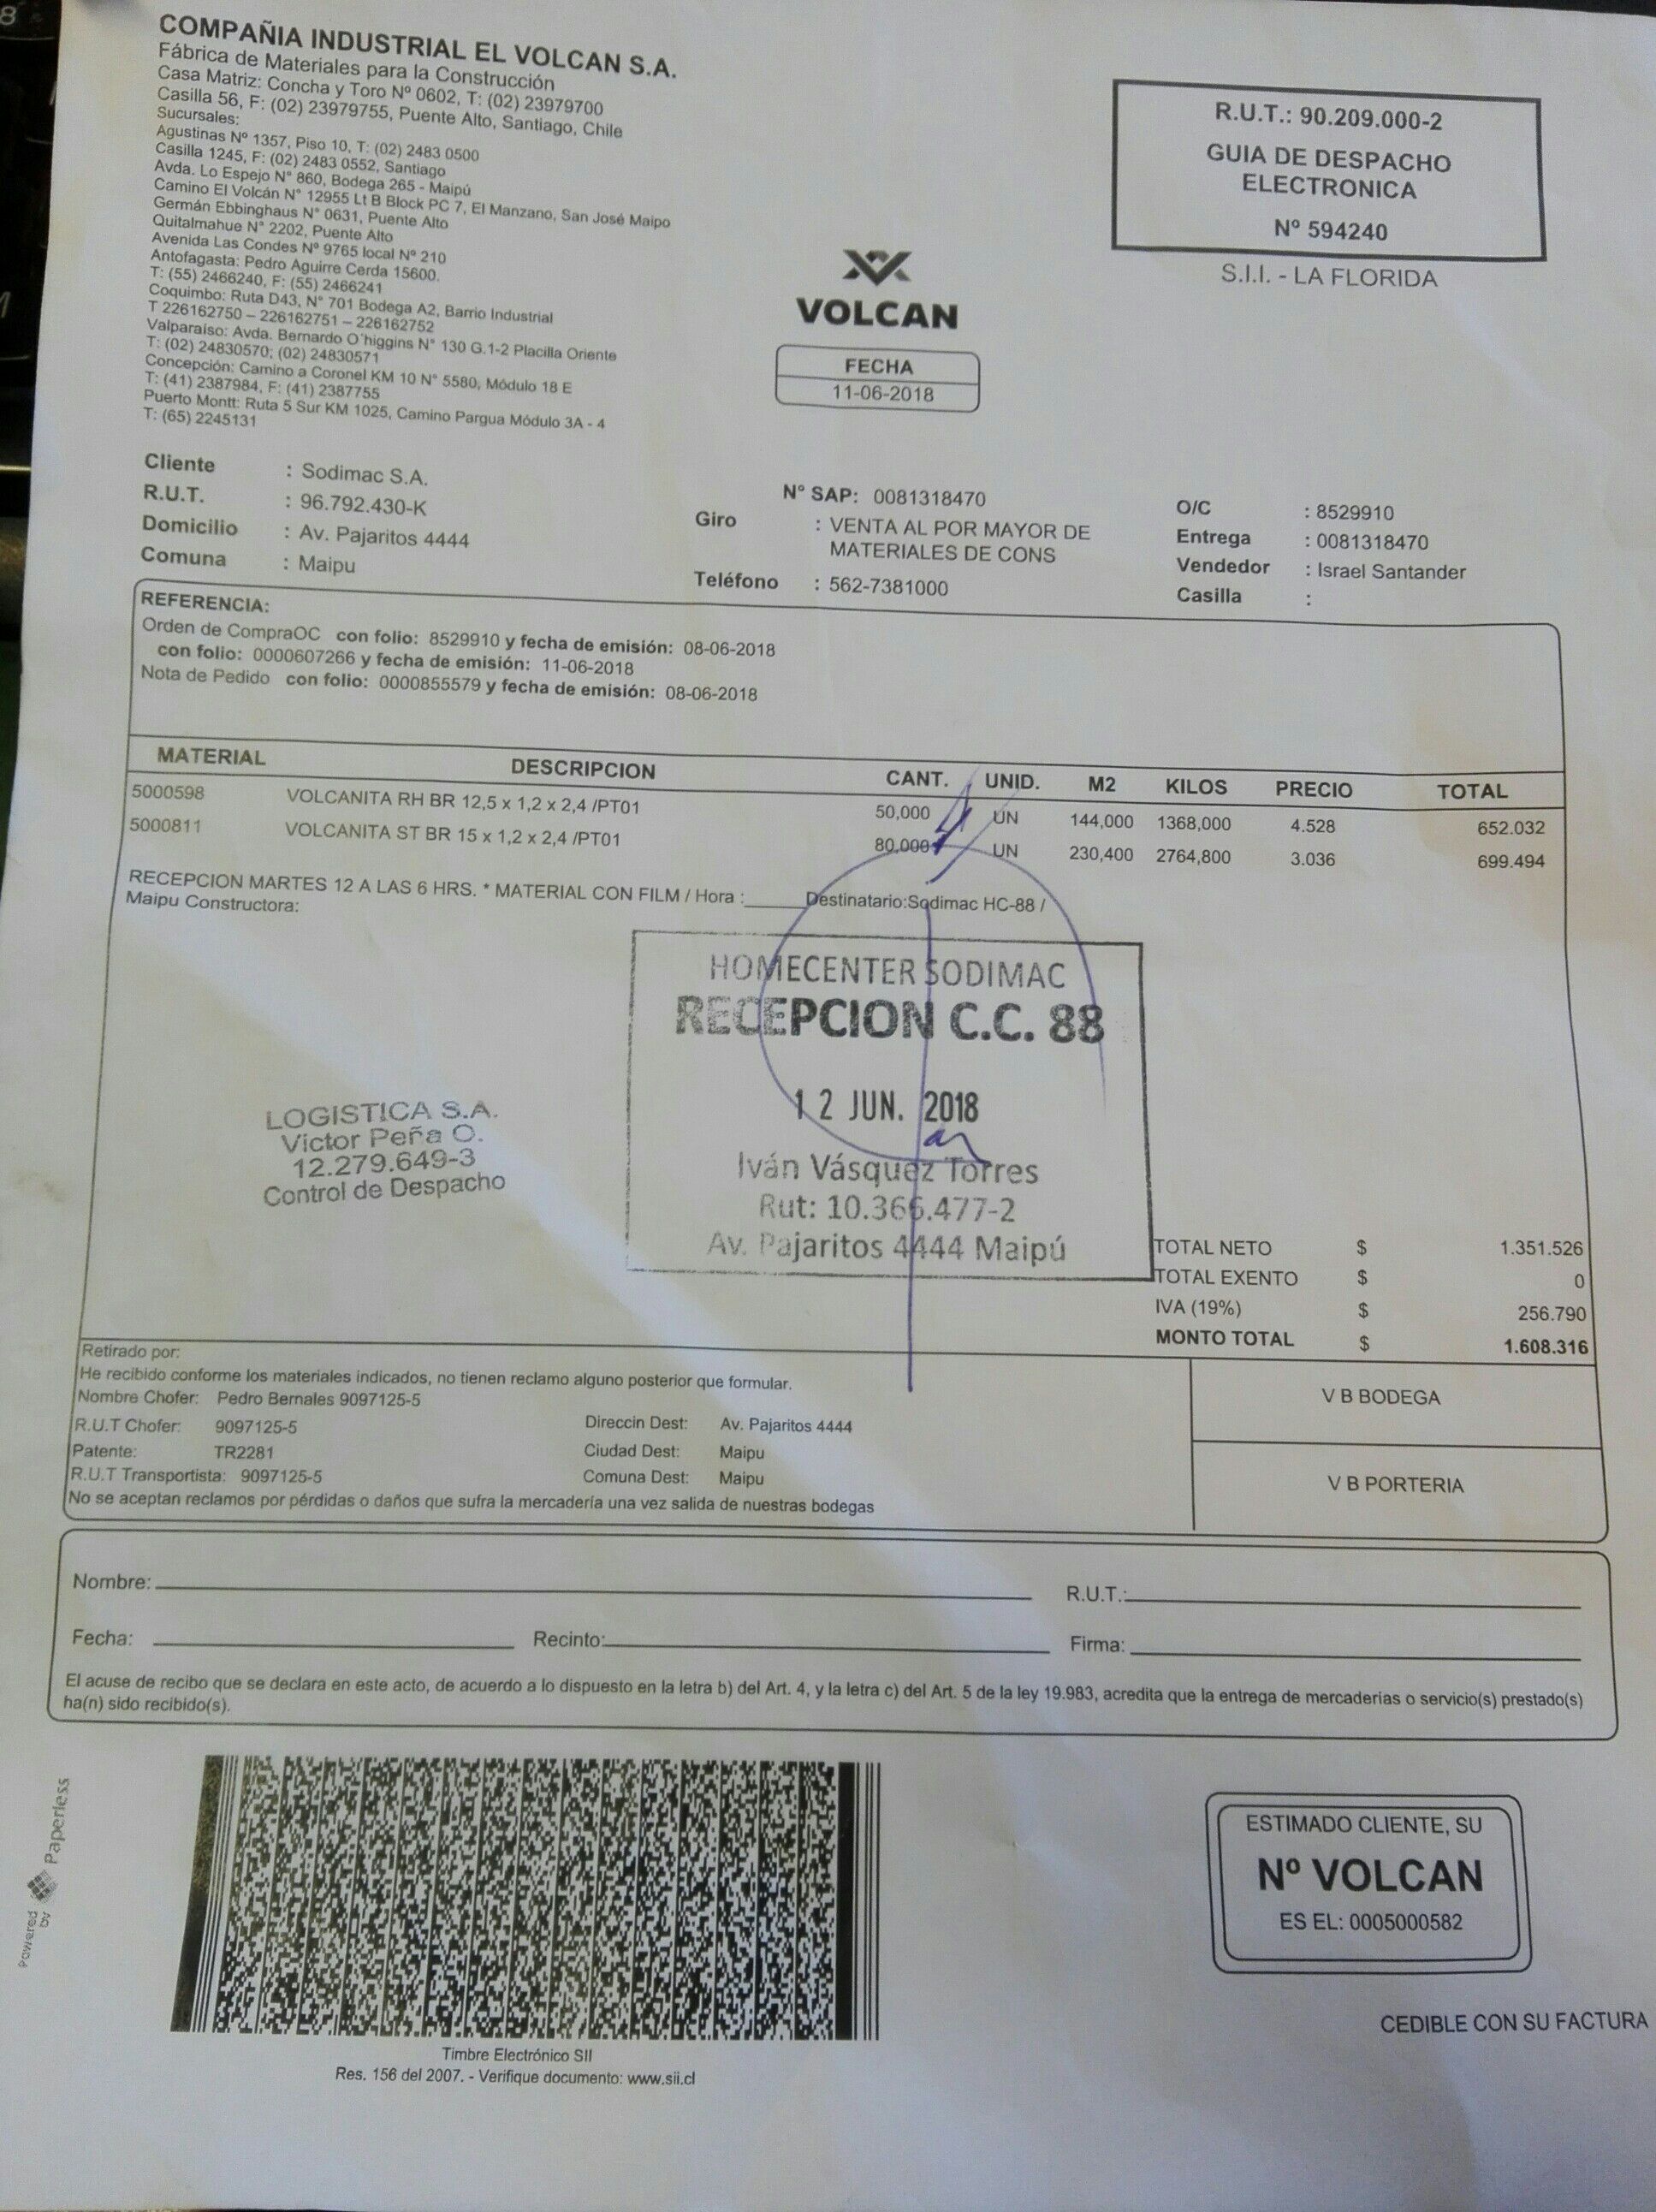 COMPAÑIA INDUSTRIAL EL VOLCAN S.A.
Fábrica de Materiales para la Construcción
Casa Matriz: Concha y Toro Nº 0602, T: (02) 23979700
Casilla 56, F: (02) 23979755, Puente Alto, Santiago, Chile
Sucursales:
Agustinas Nº 1357, Piso 10, T: (02) 2483 0500
Casilla 1245, F: (02) 2483 0552, Santiago
Avda. Lo Espejo N° 860, Bodega 265 - Maipú
Camino El Volcán N° 12955 Lt B Block PC 7, El Manzano, San José Maipo
Germán Ebbinghaus N° 0631, Puente Alto
Quitalmahue N° 2202, Puente Alto
Avenida Las Condes Nº 9765 local Nº 210
Antofagasta: Pedro Aguirre Cerda 15600.
T: (55) 2466240, F: (55) 2466241
Coquimbo: Ruta D43, N° 701 Bodega A2, Barrio Industrial
T 226162750 – 226162751 – 226162752
Valparaíso: Avda. Bernardo O´higgins N° 130 G.1-2 Placilla Oriente
T: (02) 24830570; (02) 24830571
Concepción: Camino a Coronel KM 10 N° 5580, Módulo 18 E
T: (41) 2387984, F: (41) 2387755
Puerto Montt: Ruta 5 Sur KM 1025, Camino Pargua Módulo 3A - 4
T: (65) 2245131
VOLCAN
FECHA
11-06-2018
R.U.T.: 90.209.000-2
GUIA DE DESPACHO
ELECTRONICA
Nº 594240
S.I.I. - LA FLORIDA
Cliente : Sodimac S.A.
R.U.T. : 96.792.430-K
Domicilio : Av. Pajaritos 4444
Comuna : Maipu
N° SAP: 0081318470
Giro : VENTA AL POR MAYOR DE
MATERIALES DE CONS
Teléfono : 562-7381000
O/C : 8529910
Entrega : 0081318470
Vendedor : Israel Santander
Casilla :
REFERENCIA:
Orden de CompraOC con folio: 8529910 y fecha de emisión: 08-06-2018
con folio: 0000607266 y fecha de emisión: 11-06-2018
Nota de Pedido con folio: 0000855579 y fecha de emisión: 08-06-2018
MATERIAL DESCRIPCION CANT. UNID. M2 KILOS PRECIO TOTAL
5000598 VOLCANITA RH BR 12,5 x 1,2 x 2,4 /PT01 50,000 UN 144,000 1368,000 4.528 652.032
5000811 VOLCANITA ST BR 15 x 1,2 x 2,4 /PT01 80,000 UN 230,400 2764,800 3.036 699.494
RECEPCION MARTES 12 A LAS 6 HRS. * MATERIAL CON FILM / Hora :______Destinatario:Sodimac HC-88 /
Maipu Constructora:
HOMECENTER SODIMAC
RECEPCION C.C. 88
12 JUN. 2018
Iván Vásquez Torres
Rut: 10.366.477-2
Av. Pajaritos 4444 Maipú
LOGISTICA S.A.
Victor Peña O.
12.279.649-3
Control de Despacho
TOTAL NETO $ 1.351.526
TOTAL EXENTO $ 0
IVA (19%) $ 256.790
MONTO TOTAL $ 1.608.316
Retirado por:
He recibido conforme los materiales indicados, no tienen reclamo alguno posterior que formular.
Nombre Chofer: Pedro Bernales 9097125-5
R.U.T Chofer: 9097125-5 Direccin Dest: Av. Pajaritos 4444
Patente: TR2281 Ciudad Dest: Maipu
R.U.T Transportista: 9097125-5 Comuna Dest: Maipu
No se aceptan reclamos por pérdidas o daños que sufra la mercadería una vez salida de nuestras bodegas
V B BODEGA
V B PORTERIA
Nombre: R.U.T.:
Fecha: Recinto: Firma:
El acuse de recibo que se declara en este acto, de acuerdo a lo dispuesto en la letra b) del Art. 4, y la letra c) del Art. 5 de la ley 19.983, acredita que la entrega de mercaderías o servicio(s) prestado(s)
ha(n) sido recibido(s).
Powered by Paperless
Timbre Electrónico SII
Res. 156 del 2007. - Verifique documento: www.sii.cl
ESTIMADO CLIENTE, SU
Nº VOLCAN
ES EL: 0005000582
CEDIBLE CON SU FACTURA